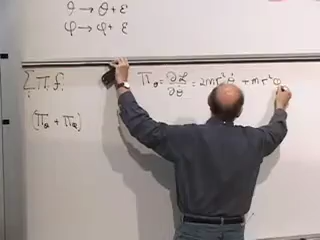 θ → θ + ε
φ → φ + ε
∑ Πᵢ fᵢ
i
Π_θ = ∂ℒ/∂θ̇ = 2mr²θ̇ + mr²φ
(Π_θ + Π_φ)